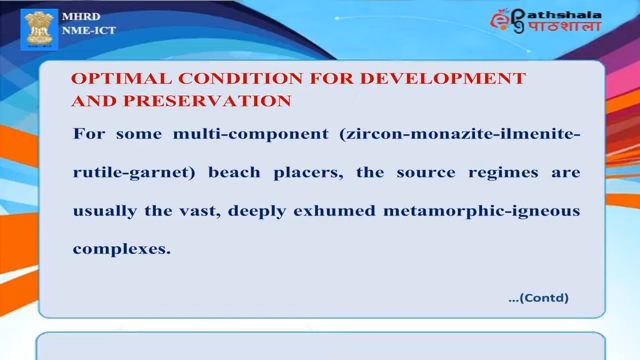 MHRD
NME-ICT
Pathshala
पाठशाला
OPTIMAL CONDITION FOR DEVELOPMENT
AND PRESERVATION
For some multi-component (zircon-monazite-ilmenite-
rutile-garnet) beach placers, the source regimes are
usually the vast, deeply exhumed metamorphic-igneous
complexes.
...(Contd)